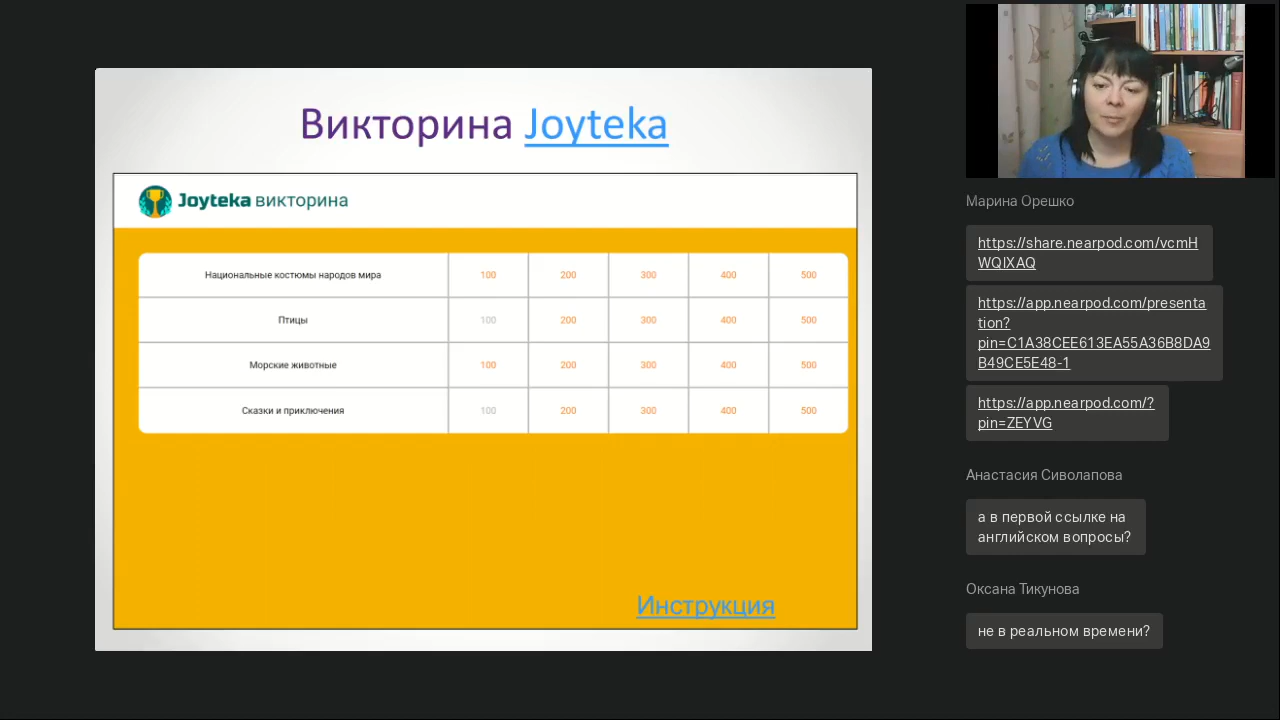 Викторина Joyteka
Joyteka викторина
Национальные костюмы народов мира 100 200 300 400 500
Птицы 100 200 300 400 500
Морские животные 100 200 300 400 500
Сказки и приключения 100 200 300 400 500
Инструкция
Марина Орешко
https://share.nearpod.com/vcmH
WQIXAQ
https://app.nearpod.com/presenta
tion?
pin=C1A38CEE613EA55A36B8DA9
B49CE5E48-1
https://app.nearpod.com/?
pin=ZEYVG
Анастасия Сиволапова
а в первой ссылке на
английском вопросы?
Оксана Тикунова
не в реальном времени?